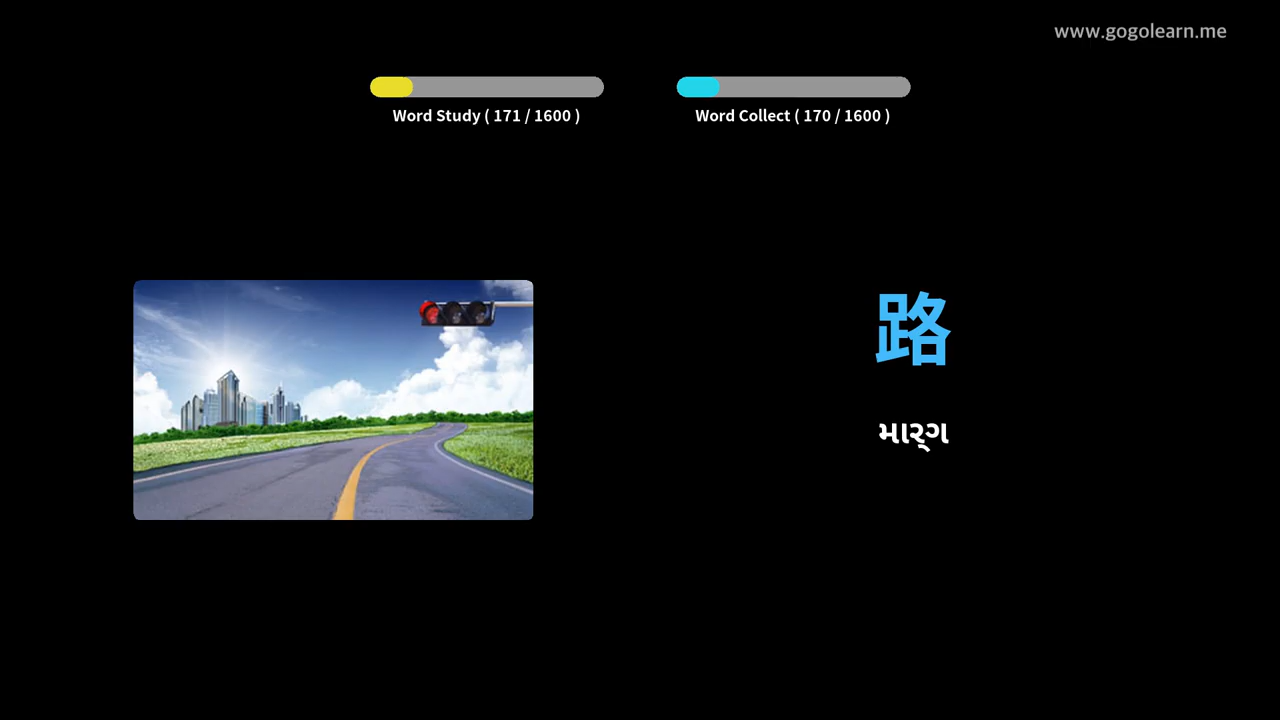 www.gogolearn.me
Word Study ( 171 / 1600 )
Word Collect ( 170 / 1600 )
路
માર્ગ